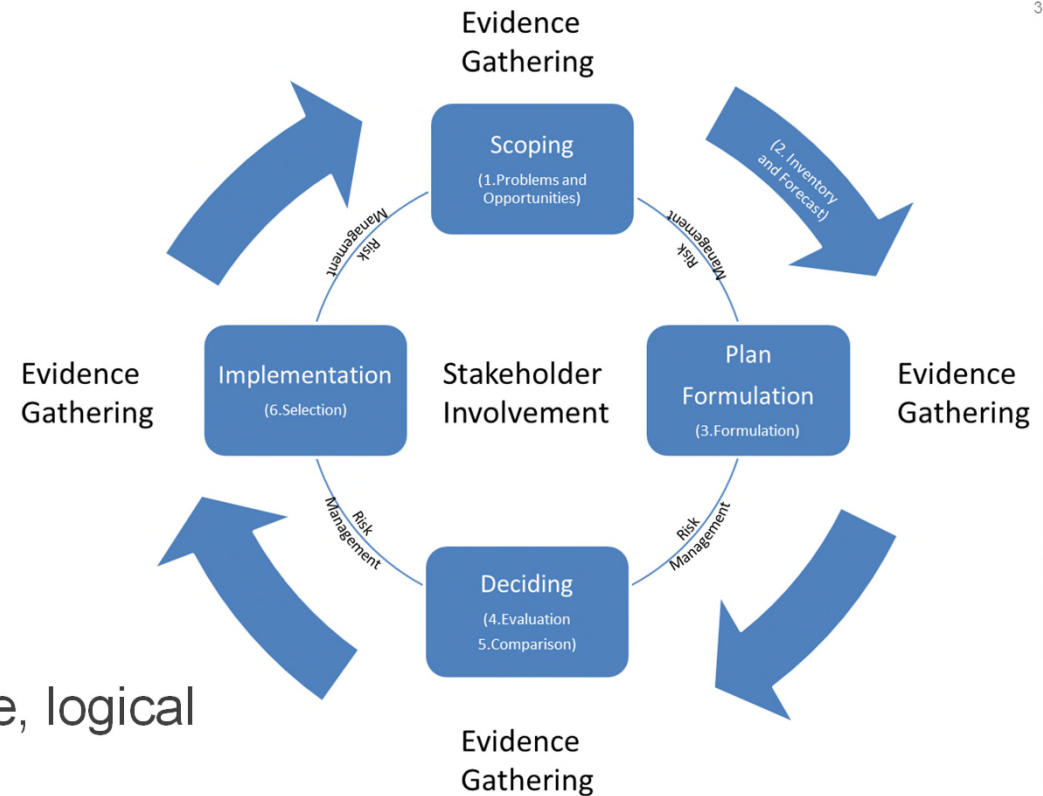 3
Evidence
Gathering
Scoping
(1.Problems and
Opportunities)
(2. Inventory
and Forecast)
Risk
Management
Risk
Management
Evidence
Gathering
Implementation
(6.Selection)
Stakeholder
Involvement
Plan
Formulation
(3.Formulation)
Evidence
Gathering
Risk
Management
Risk
Management
Deciding
(4.Evaluation
5.Comparison)
e, logical
Evidence
Gathering